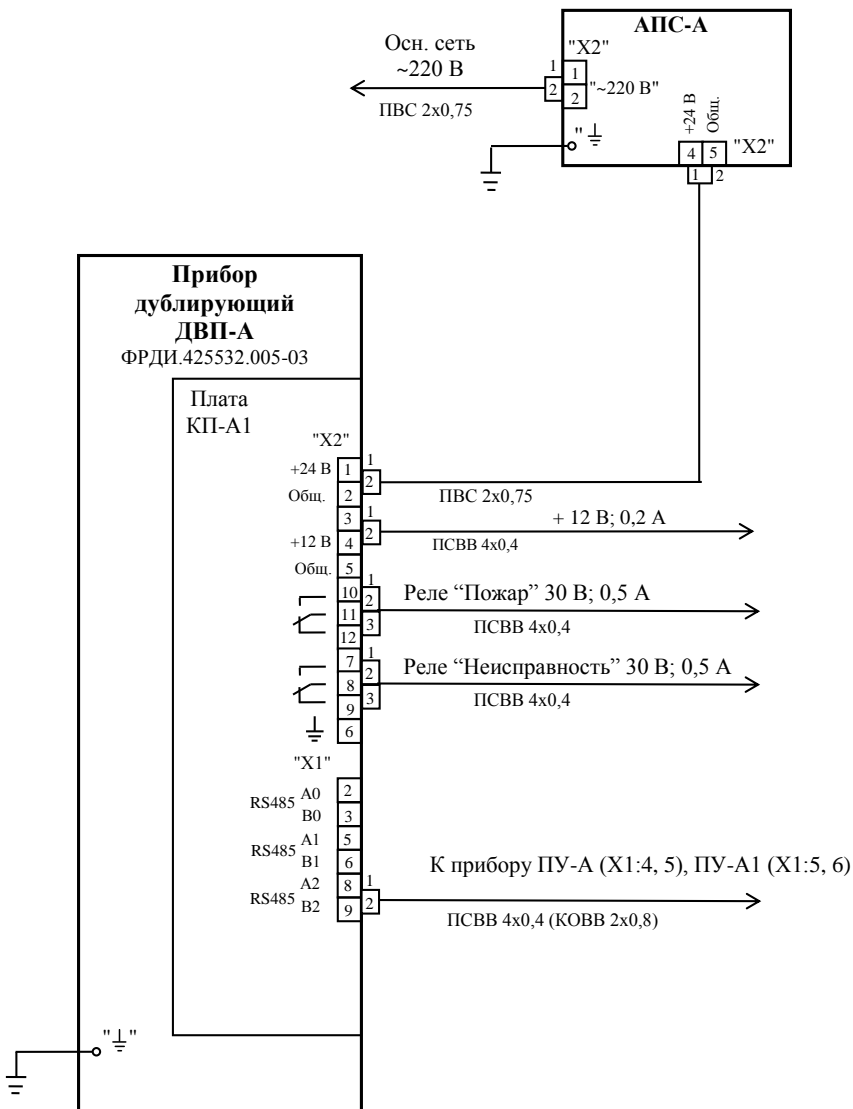 АПС-А
Осн. сеть
~220 В
"X2"
1
1
2
2
"~220 В"
ПВС 2х0,75
"⏚
+24 В
Общ.
4
5
"X2"
1
2
Прибор
дублирующий
ДВП-А
ФРДИ.425532.005-03
Плата
КП-А1
"X2"
+24 В
1
1
Общ.
2
2
ПВС 2х0,75
3
1
+ 12 В; 0,2 А
+12 В
4
2
ПСВВ 4х0,4
Общ.
5
10
1
2
Реле “Пожар” 30 В; 0,5 А
11
3
ПСВВ 4х0,4
12
7
1
2
Реле “Неисправность” 30 В; 0,5 А
8
3
ПСВВ 4х0,4
9
6
"X1"
RS485
A0
2
B0
3
RS485
A1
5
B1
6
К прибору ПУ-А (X1:4, 5), ПУ-А1 (X1:5, 6)
RS485
A2
8
1
B2
9
2
ПСВВ 4х0,4 (КОВВ 2х0,8)
"⏚"